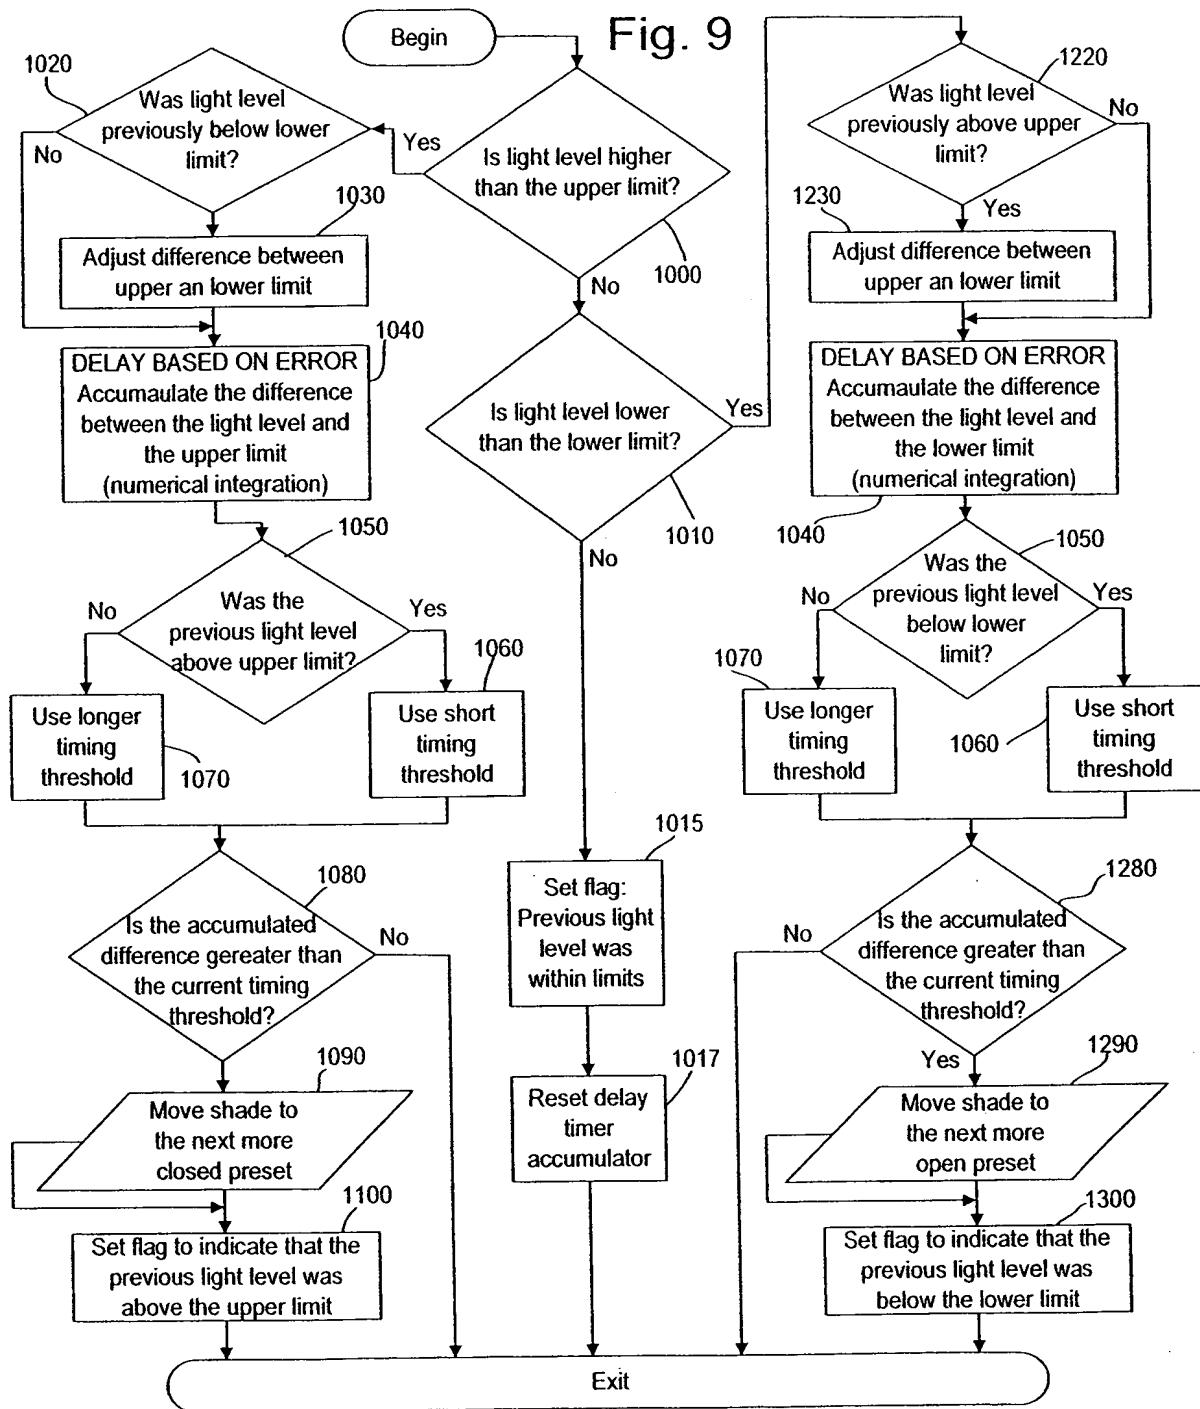 Fig. 9
Begin
1020
Was light level
previously below lower
limit?
No
Yes
Is light level higher
than the upper limit?
1000
No
1220
Was light level
previously above upper
limit?
No
Yes
1030
Adjust difference between
upper an lower limit
1230
Adjust difference between
upper an lower limit
1040
DELAY BASED ON ERROR
Accumaulate the difference
between the light level and
the upper limit
(numerical integration)
Is light level lower
than the lower limit?
Yes
1010
No
DELAY BASED ON ERROR
Accumaulate the difference
between the light level and
the lower limit
(numerical integration)
1040
1050
Was the
previous light level
above upper limit?
No
Yes
1060
Use longer
timing
threshold
1070
Use short
timing
threshold
1050
Was the
previous light level
below lower
limit?
No
Yes
1070
Use longer
timing
threshold
1060
Use short
timing
threshold
1080
Is the accumulated
difference gereater than
the current timing
threshold?
No
1015
Set flag:
Previous light
level was
within limits
1280
Is the accumulated
difference greater than
the current timing
threshold?
No
Yes
1090
Move shade to
the next more
closed preset
1017
Reset delay
timer
accumulator
1290
Move shade to
the next more
open preset
1100
Set flag to indicate that the
previous light level was
above the upper limit
1300
Set flag to indicate that the
previous light level was
below the lower limit
Exit